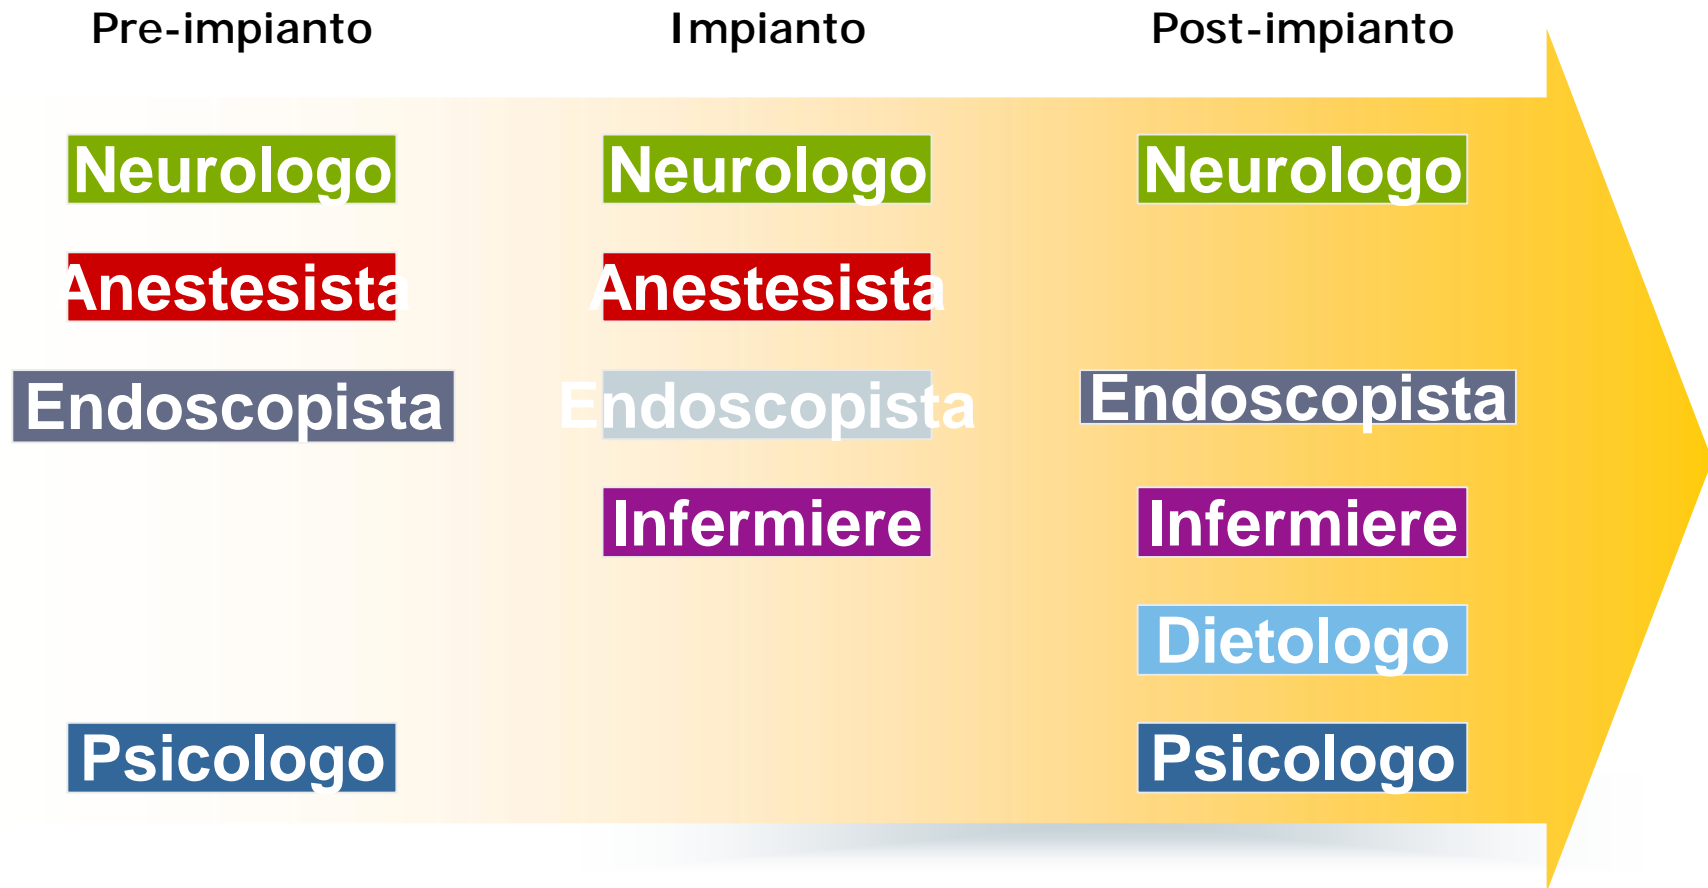 Pre-impianto Impianto Post-impianto
Neurologo Neurologo Neurologo
Anestesista Anestesista
Endoscopista Endoscopista Endoscopista
Infermiere Infermiere
Dietologo
Psicologo Psicologo